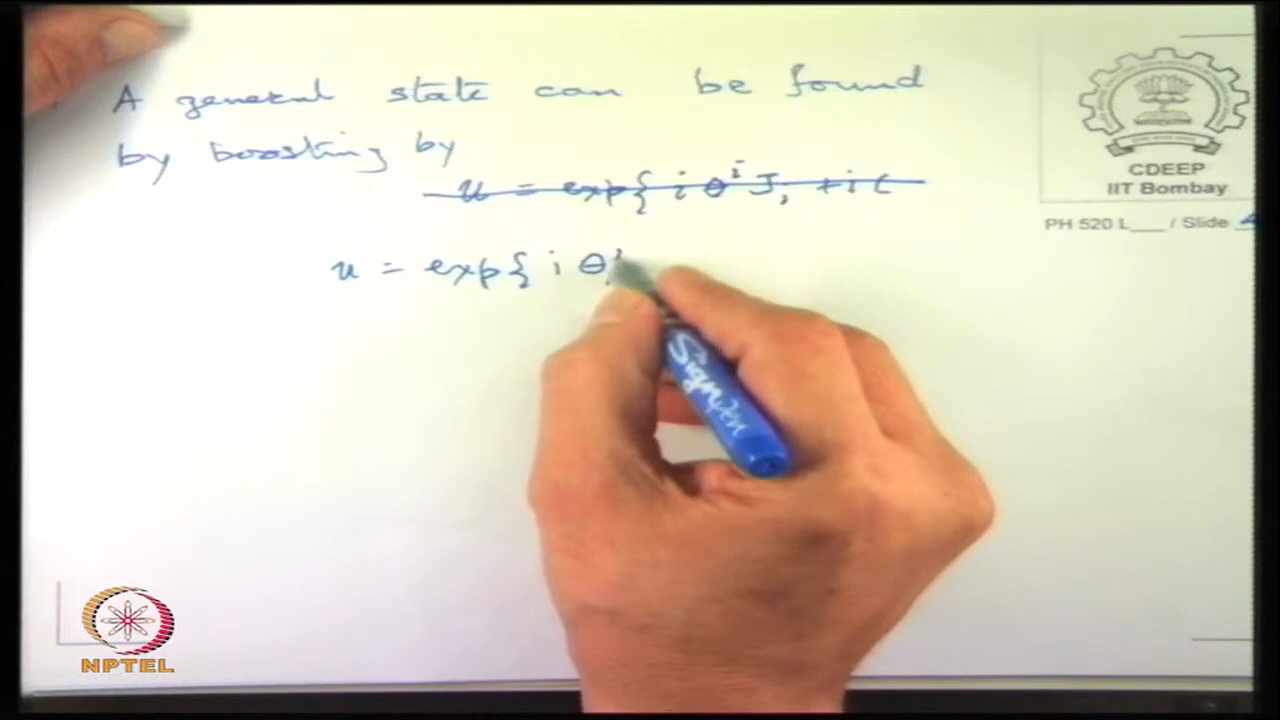 A general state can be found
by boosting by
u = exp{ i θ^i J_i + i (
u = exp{ i θ
CDEEP
IIT Bombay
PH 520 L___ / Slide
Signpen
NPTEL